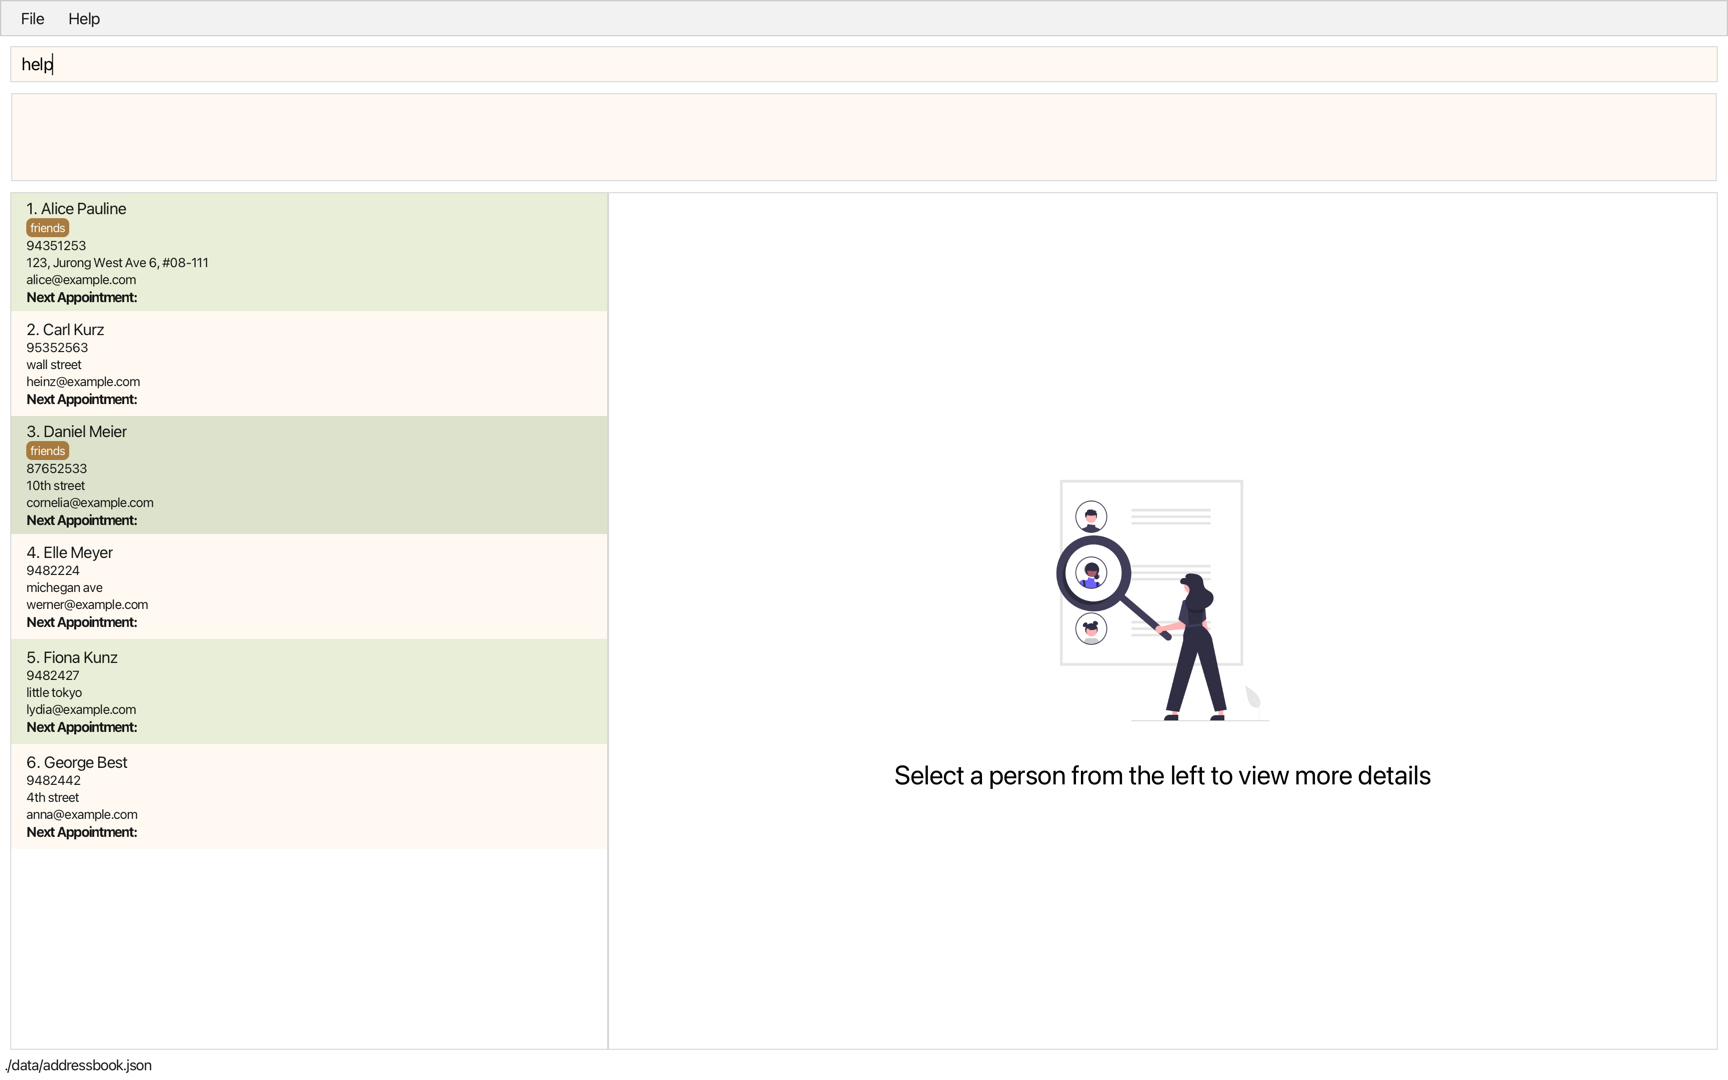 File Help
help
1. Alice Pauline
friends
94351253
123, Jurong West Ave 6, #08-111
alice@example.com
Next Appointment:
2. Carl Kurz
95352563
wall street
heinz@example.com
Next Appointment:
3. Daniel Meier
friends
87652533
10th street
cornelia@example.com
Next Appointment:
4. Elle Meyer
9482224
michegan ave
werner@example.com
Next Appointment:
5. Fiona Kunz
9482427
little tokyo
lydia@example.com
Next Appointment:
6. George Best
9482442
4th street
anna@example.com
Next Appointment:
Select a person from the left to view more details
./data/addressbook.json